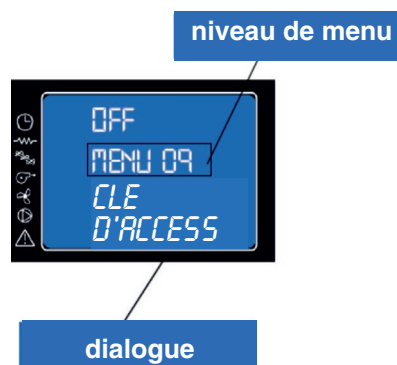 niveau de menu
OFF
MENU 09
CLE
D'ACCESS
dialogue